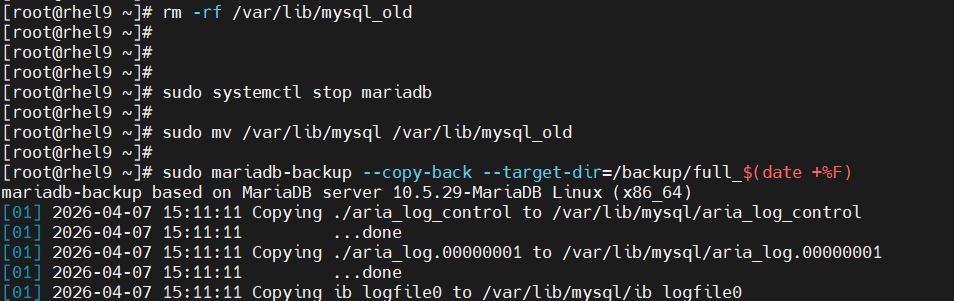 [root@rhel9 ~]# rm -rf /var/lib/mysql_old
[root@rhel9 ~]#
[root@rhel9 ~]#
[root@rhel9 ~]#
[root@rhel9 ~]# sudo systemctl stop mariadb
[root@rhel9 ~]#
[root@rhel9 ~]# sudo mv /var/lib/mysql /var/lib/mysql_old
[root@rhel9 ~]#
[root@rhel9 ~]# sudo mariadb-backup --copy-back --target-dir=/backup/full_$(date +%F)
mariadb-backup based on MariaDB server 10.5.29-MariaDB Linux (x86_64)
[01] 2026-04-07 15:11:11 Copying ./aria_log_control to /var/lib/mysql/aria_log_control
[01] 2026-04-07 15:11:11         ...done
[01] 2026-04-07 15:11:11 Copying ./aria_log.00000001 to /var/lib/mysql/aria_log.00000001
[01] 2026-04-07 15:11:11         ...done
[01] 2026-04-07 15:11:11 Copying ib_logfile0 to /var/lib/mysql/ib_logfile0